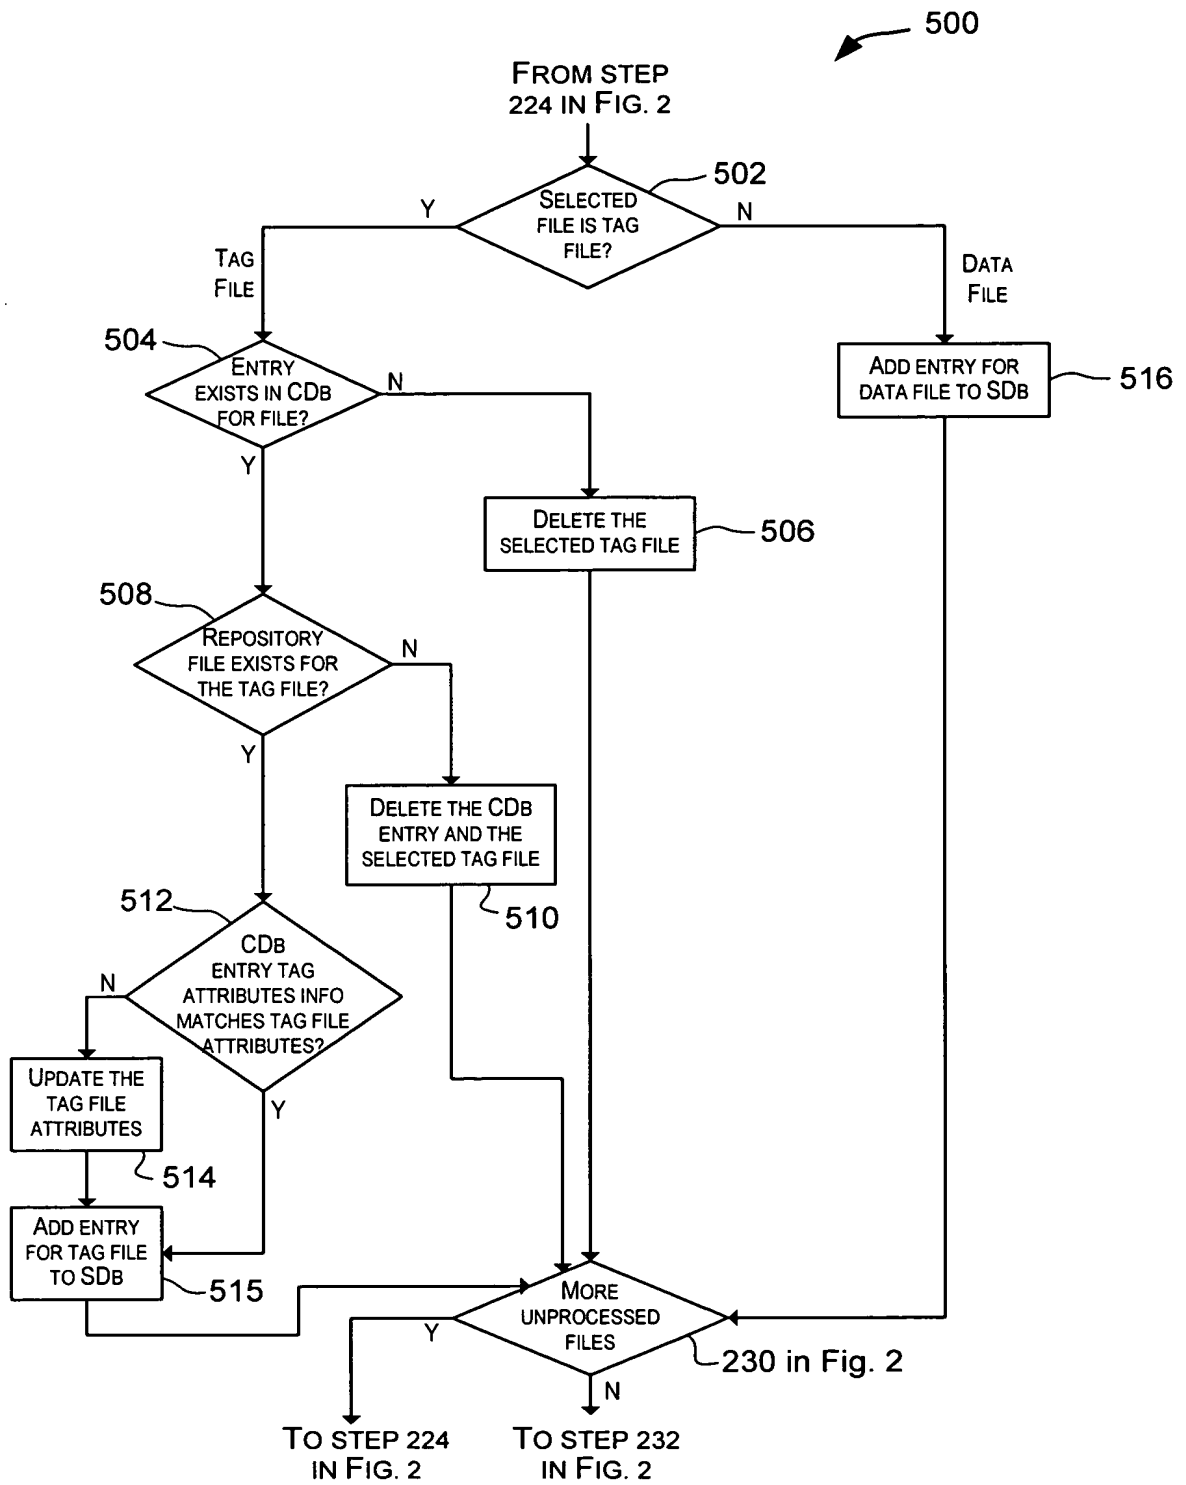 500
FROM STEP
224 IN FIG. 2
502
SELECTED
FILE IS TAG
FILE?
Y
N
TAG
FILE
DATA
FILE
504
ENTRY
EXISTS IN CDB
FOR FILE?
N
Y
ADD ENTRY FOR
DATA FILE TO SDB
516
DELETE THE
SELECTED TAG FILE
506
508
REPOSITORY
FILE EXISTS FOR
THE TAG FILE?
N
Y
DELETE THE CDB
ENTRY AND THE
SELECTED TAG FILE
510
512
CDB
ENTRY TAG
ATTRIBUTES INFO
MATCHES TAG FILE
ATTRIBUTES?
N
Y
UPDATE THE
TAG FILE
ATTRIBUTES
514
ADD ENTRY
FOR TAG FILE
TO SDB
515
MORE
UNPROCESSED
FILES
Y
N
230 in Fig. 2
TO STEP 224
IN FIG. 2
TO STEP 232
IN FIG. 2